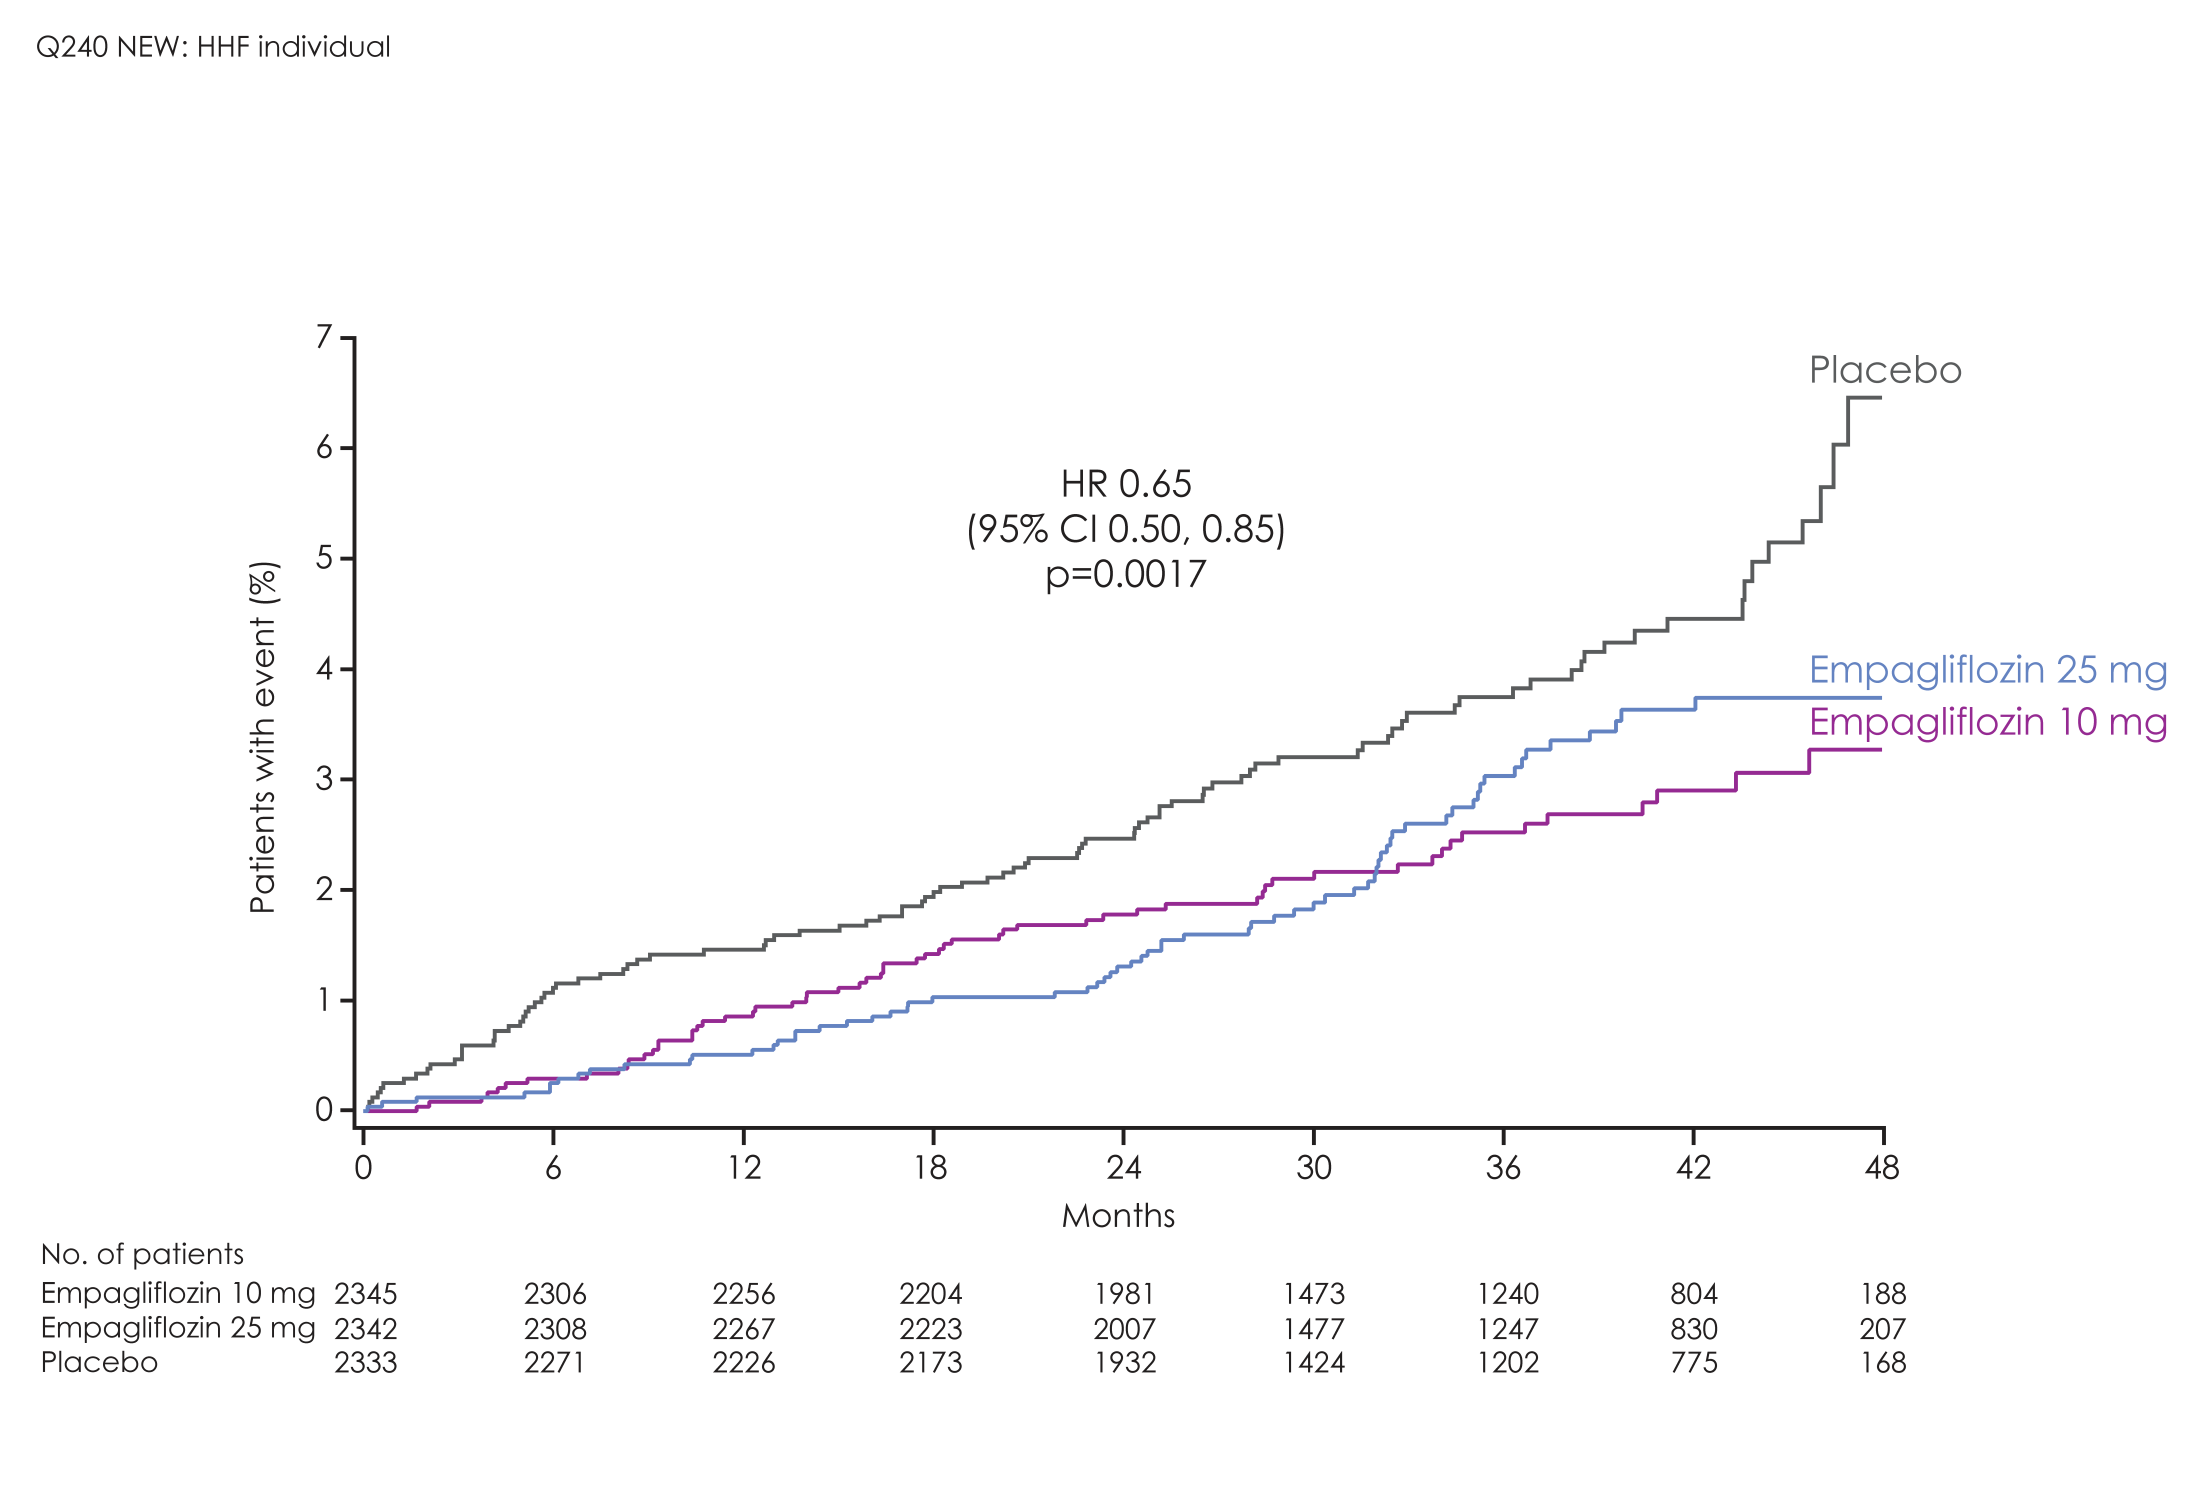 Q240 NEW: HHF individual
7
Placebo
6
HR 0.65
(95% CI 0.50, 0.85)
p=0.0017
5
4
Empagliflozin 25 mg
Empagliflozin 10 mg
3
2
1
0
Patients with event (%)
0 6 12 18 24 30 36 42 48
Months
No. of patients
Empagliflozin 10 mg 2345 2306 2256 2204 1981 1473 1240 804 188
Empagliflozin 25 mg 2342 2308 2267 2223 2007 1477 1247 830 207
Placebo 2333 2271 2226 2173 1932 1424 1202 775 168